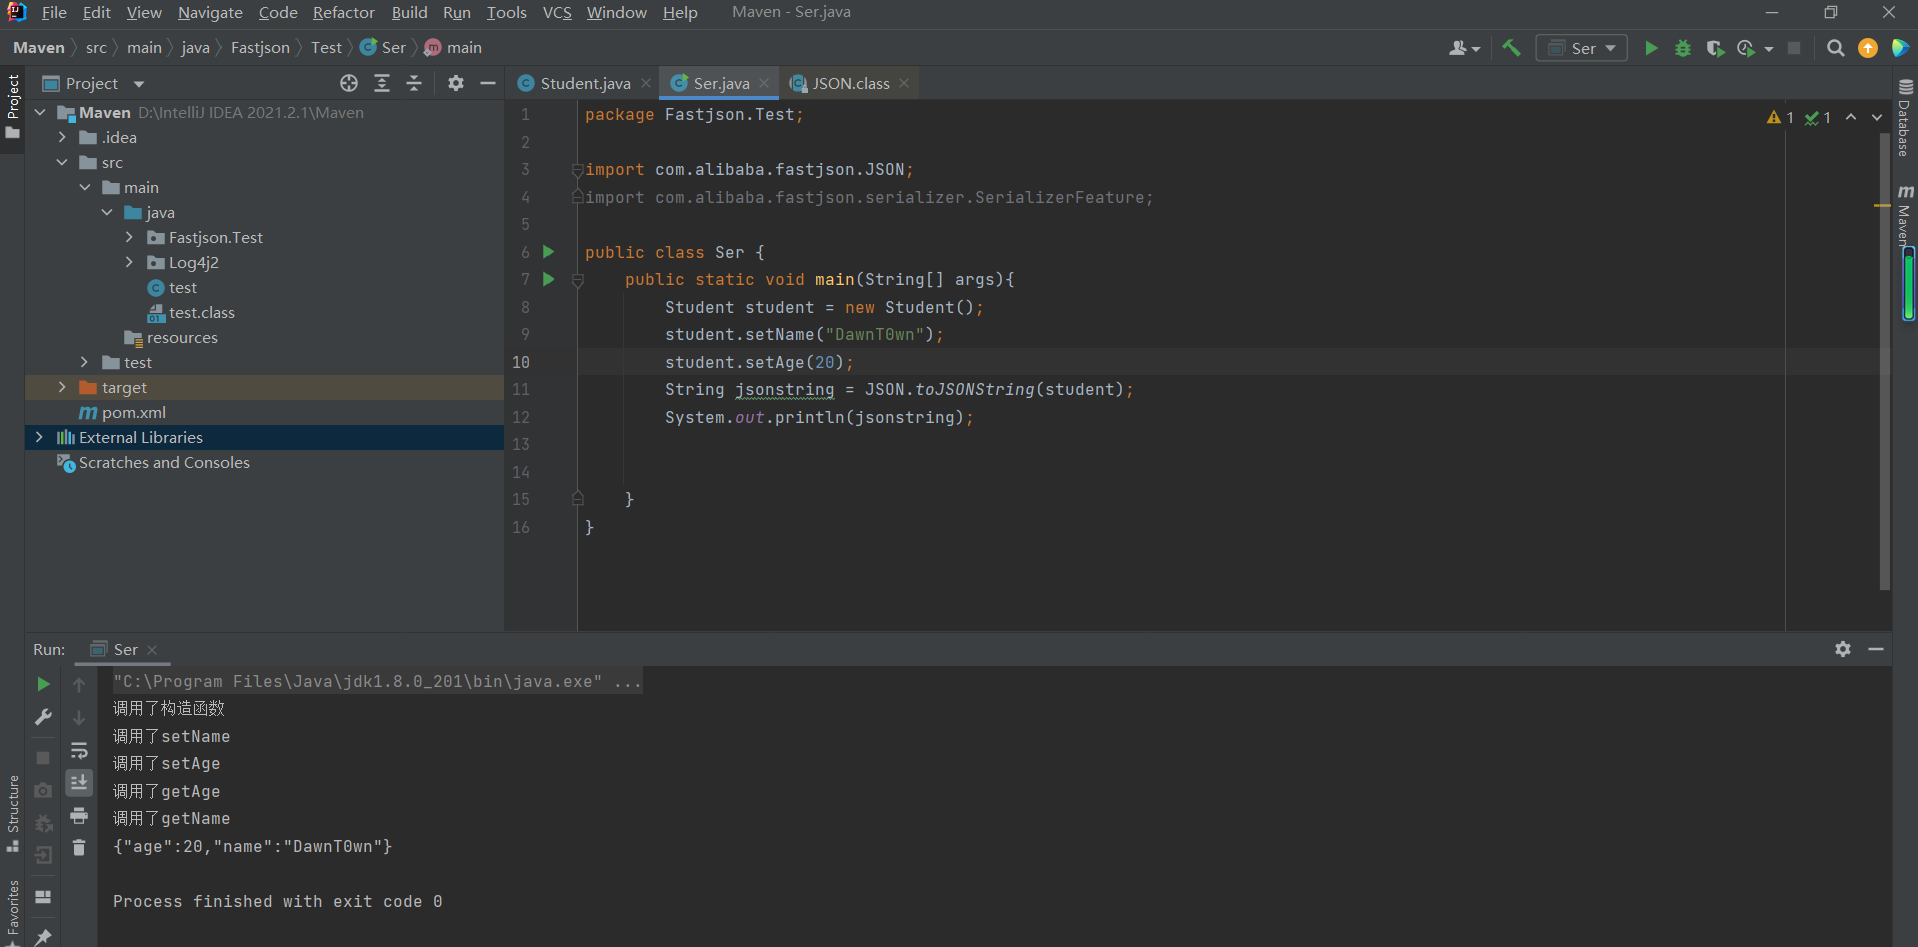 File Edit View Navigate Code Refactor Build Run Tools VCS Window Help Maven - Ser.java
Maven src main java Fastjson Test Ser main
Ser
Project
Project
Student.java
Ser.java
JSON.class
Maven D:\IntelliJ IDEA 2021.2.1\Maven
.idea
src
main
java
Fastjson.Test
Log4j2
test
test.class
resources
test
target
pom.xml
External Libraries
Scratches and Consoles
1 package Fastjson.Test;
2
3 import com.alibaba.fastjson.JSON;
4 import com.alibaba.fastjson.serializer.SerializerFeature;
5
6 public class Ser {
7 public static void main(String[] args){
8 Student student = new Student();
9 student.setName("DawnT0wn");
10 student.setAge(20);
11 String jsonstring = JSON.toJSONString(student);
12 System.out.println(jsonstring);
13
14
15 }
16 }
1 1
Database
Maven
Run: Ser
"C:\Program Files\Java\jdk1.8.0_201\bin\java.exe" ...
调用了构造函数
调用了setName
调用了setAge
调用了getAge
调用了getName
{"age":20,"name":"DawnT0wn"}
Process finished with exit code 0
Structure
Favorites